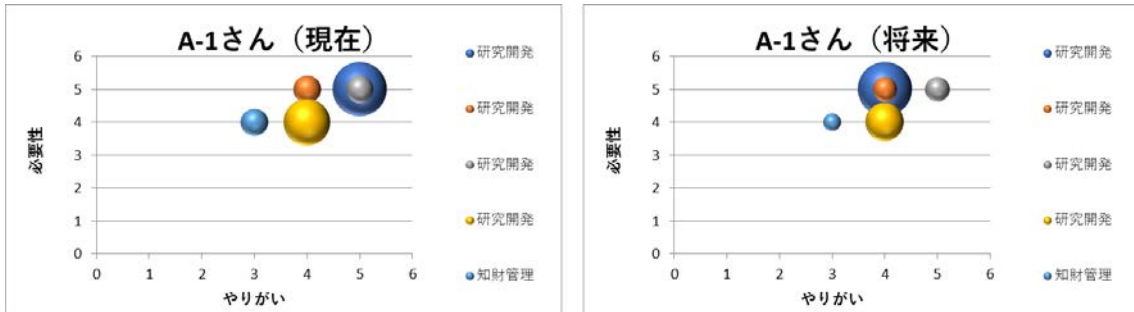 A-1さん（現在）
6
5
4
3
2
1
0
必要性
0 1 2 3 4 5 6
やりがい
研究開発
研究開発
研究開発
研究開発
知財管理
A-1さん（将来）
6
5
4
3
2
1
0
必要性
0 1 2 3 4 5 6
やりがい
研究開発
研究開発
研究開発
研究開発
知財管理